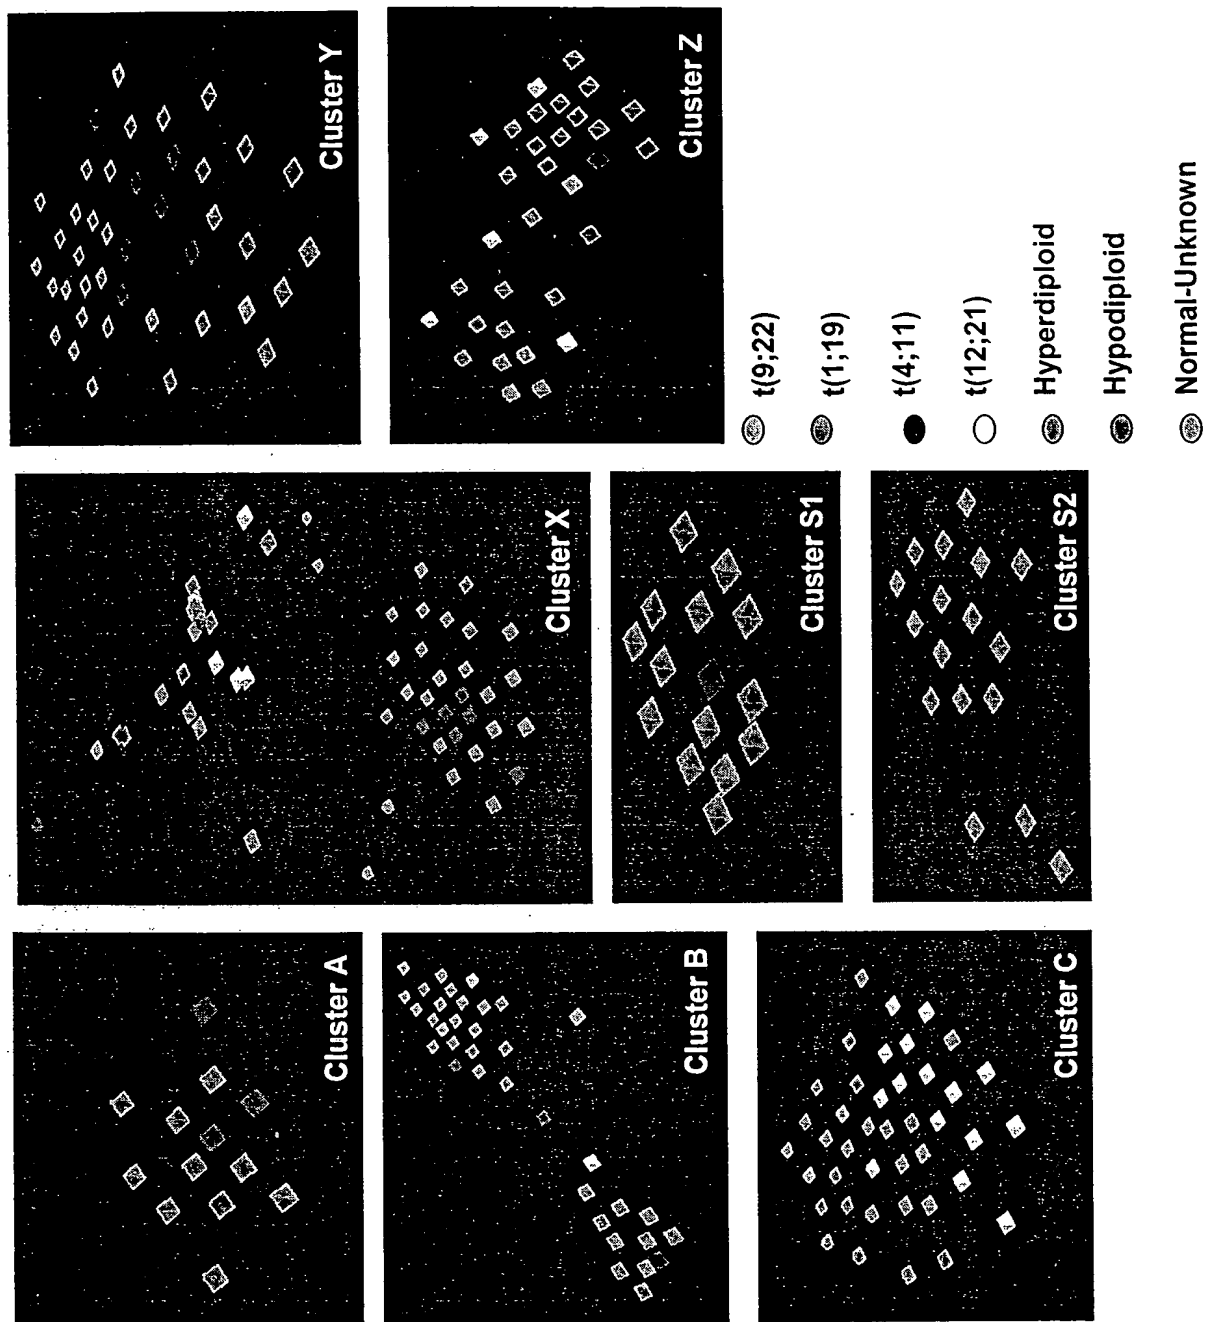 Cluster A
Cluster B
Cluster C
Cluster X
Cluster S1
Cluster S2
Cluster Y
Cluster Z
t(9;22)
t(1;19)
t(4;11)
t(12;21)
Hyperdiploid
Hypodiploid
Normal-Unknown